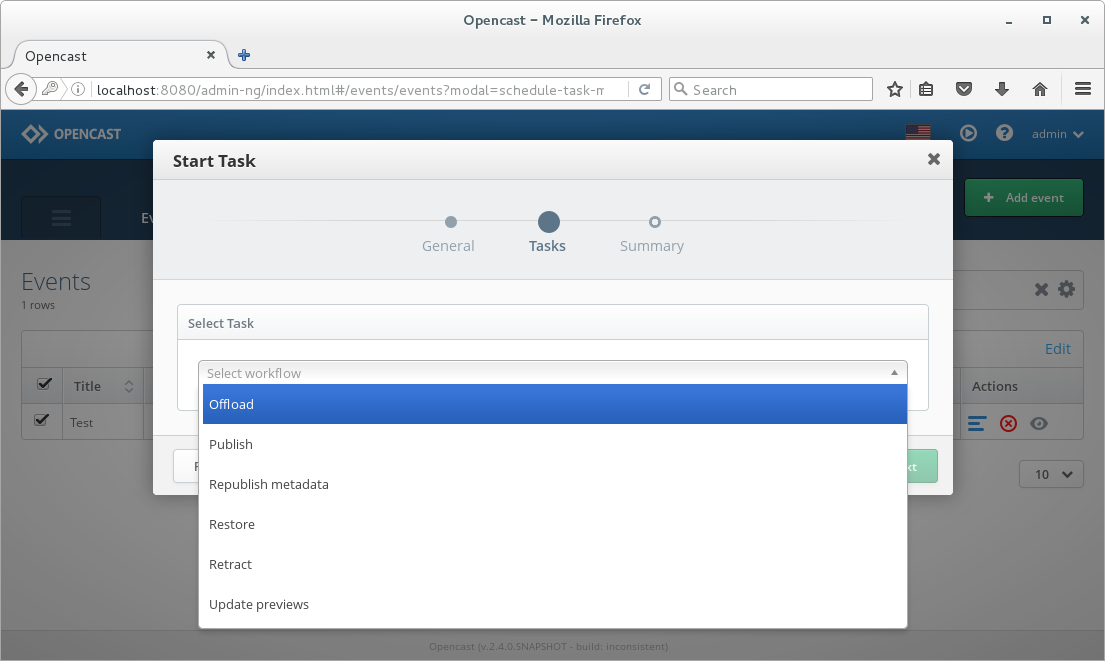 Opencast – Mozilla Firefox
Opencast
localhost:8080/admin-ng/index.html#/events/events?modal=schedule-task-m
Search
OPENCAST
admin
Start Task
Add event
Ev
General
Tasks
Summary
Events
1 rows
Select Task
Edit
Select workflow
Title
Actions
Offload
Test
Publish
xt
10
Republish metadata
Restore
Retract
Update previews
Opencast (v.2.4.0.SNAPSHOT - build: inconsistent)